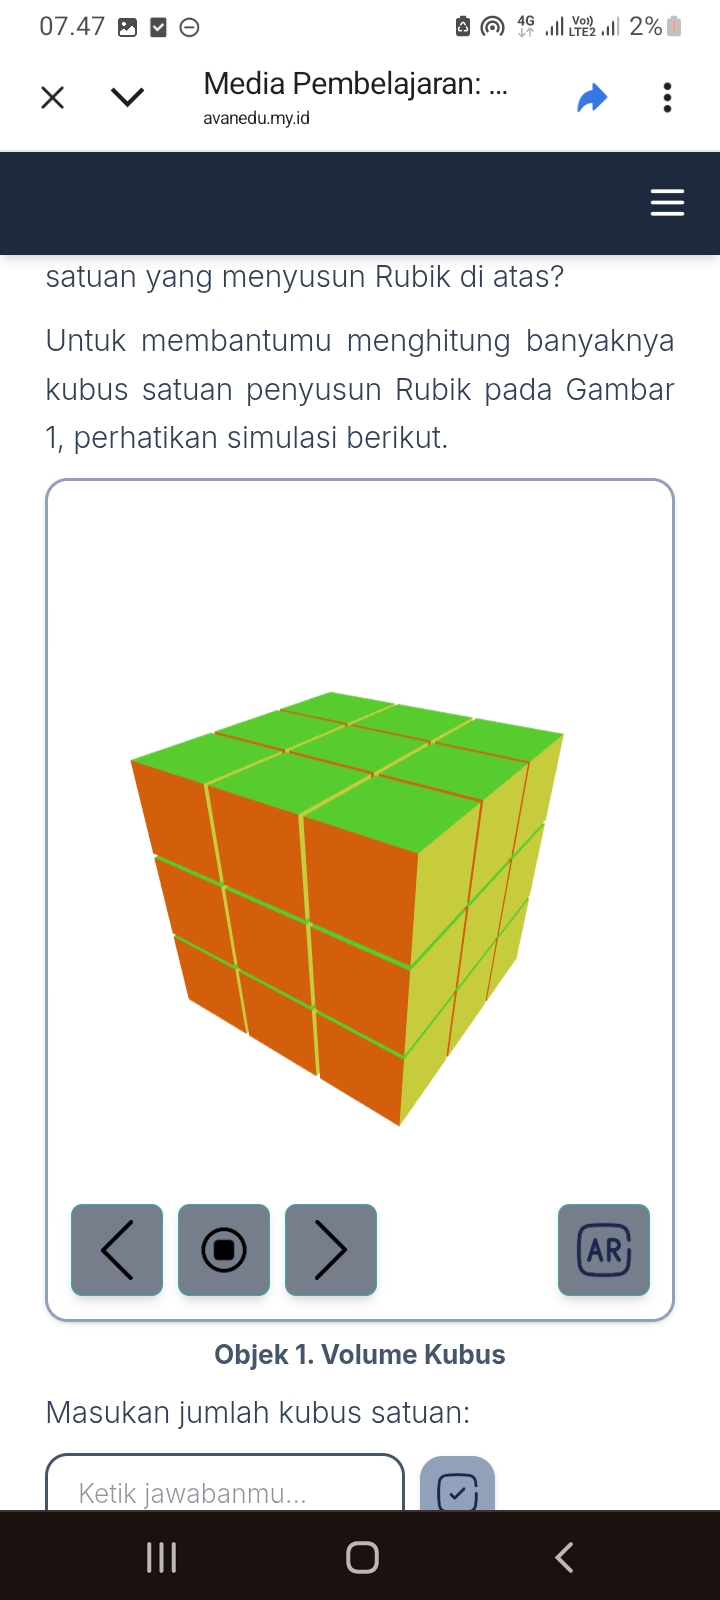 07.47
4G Vo)) LTE2 2%
Media Pembelajaran: ...
avanedu.my.id
satuan yang menyusun Rubik di atas?
Untuk membantumu menghitung banyaknya
kubus satuan penyusun Rubik pada Gambar
1, perhatikan simulasi berikut.
AR
Objek 1. Volume Kubus
Masukan jumlah kubus satuan:
Ketik jawabanmu...